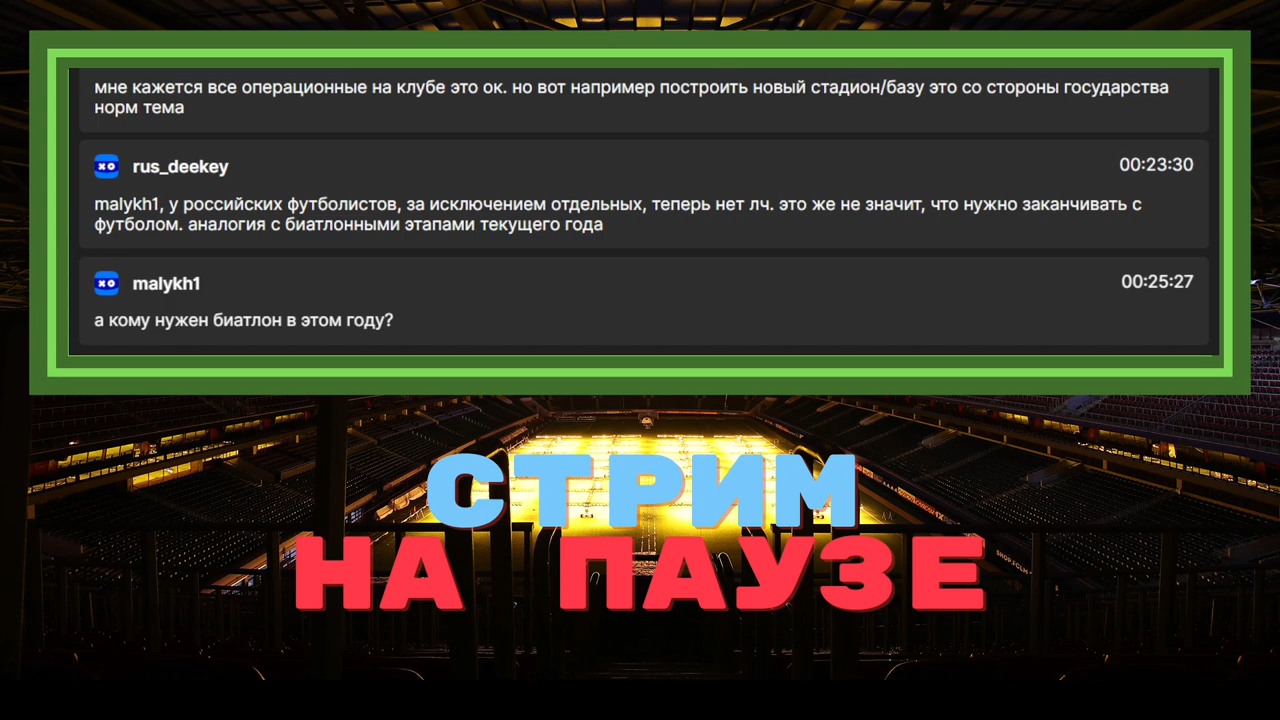 мне кажется все операционные на клубе это ок. но вот например построить новый стадион/базу это со стороны государства
норм тема
rus_deekey
00:23:30
malykh1, у российских футболистов, за исключением отдельных, теперь нет лч. это же не значит, что нужно заканчивать с
футболом. аналогия с биатлонными этапами текущего года
malykh1
00:25:27
а кому нужен биатлон в этом году?
СТРИМ
НА ПАУЗЕ